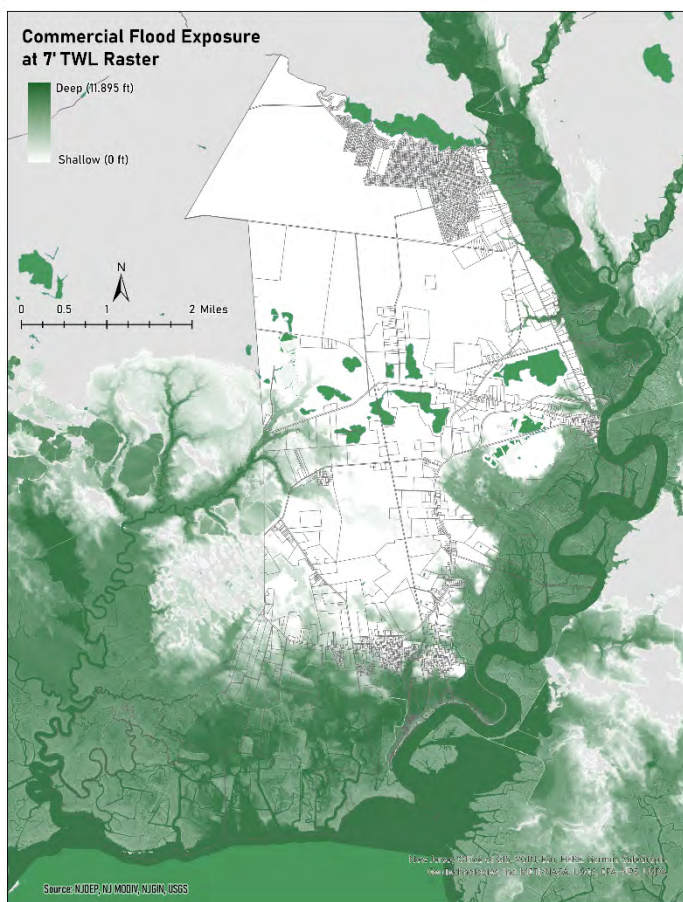 Commercial Flood Exposure
at 7' TWL Raster
Deep (11.895 ft)
Shallow (0 ft)
N
0 0.5 1 2 Miles
Source: NJDEP, NJ MODIV, NJGIN, USGS